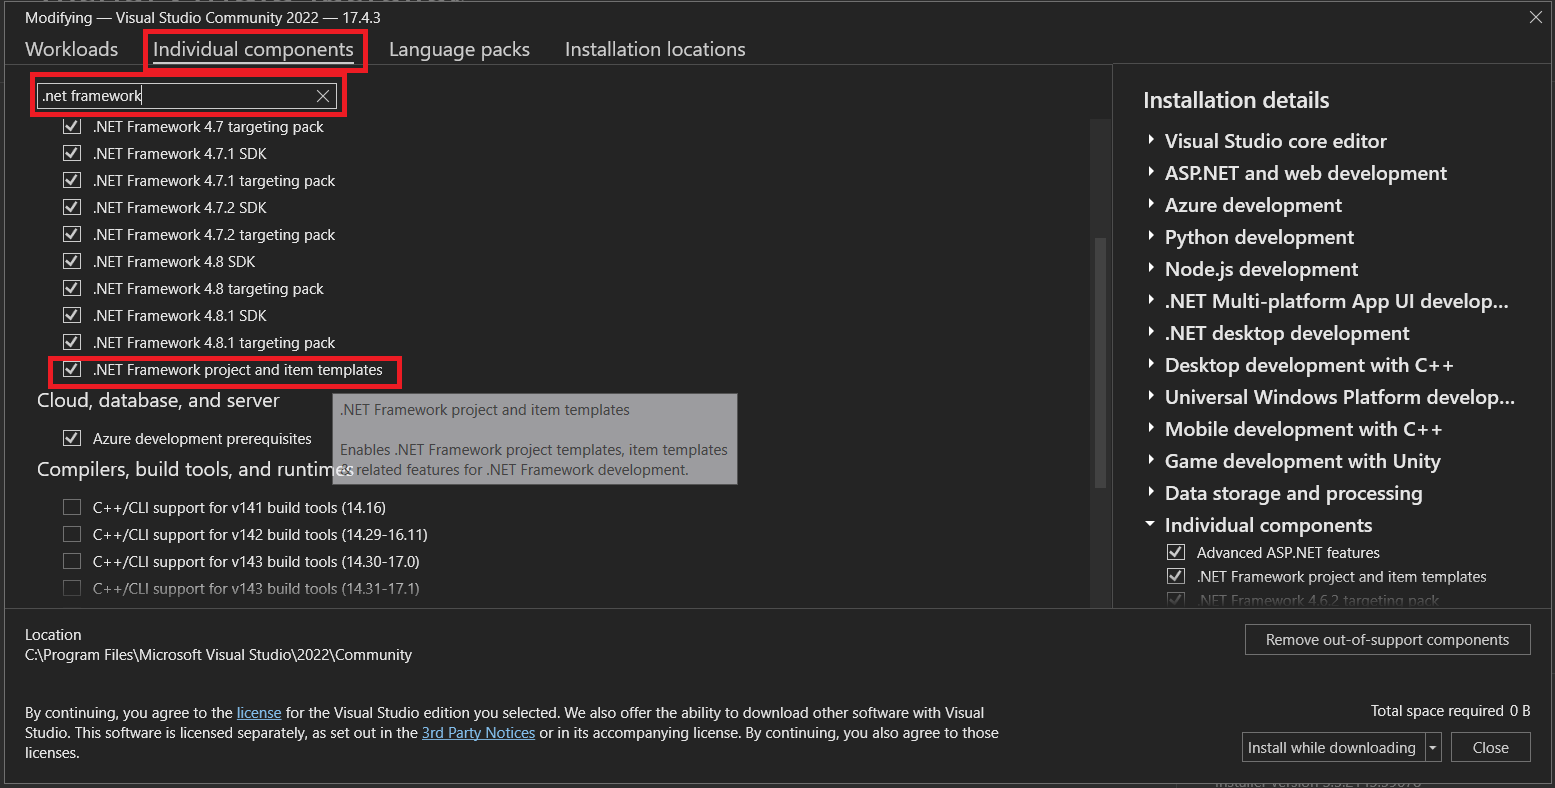 Modifying — Visual Studio Community 2022 — 17.4.3
Workloads Individual components Language packs Installation locations
.net framework
.NET Framework 4.7 targeting pack
.NET Framework 4.7.1 SDK
.NET Framework 4.7.1 targeting pack
.NET Framework 4.7.2 SDK
.NET Framework 4.7.2 targeting pack
.NET Framework 4.8 SDK
.NET Framework 4.8 targeting pack
.NET Framework 4.8.1 SDK
.NET Framework 4.8.1 targeting pack
.NET Framework project and item templates
Cloud, database, and server
.NET Framework project and item templates
Enables .NET Framework project templates, item templates
& related features for .NET Framework development.
Azure development prerequisites
Compilers, build tools, and runtimes
C++/CLI support for v141 build tools (14.16)
C++/CLI support for v142 build tools (14.29-16.11)
C++/CLI support for v143 build tools (14.30-17.0)
C++/CLI support for v143 build tools (14.31-17.1)
Installation details
Visual Studio core editor
ASP.NET and web development
Azure development
Python development
Node.js development
.NET Multi-platform App UI develop...
.NET desktop development
Desktop development with C++
Universal Windows Platform develop...
Mobile development with C++
Game development with Unity
Data storage and processing
Individual components
Advanced ASP.NET features
.NET Framework project and item templates
.NET Framework 4.6.2 targeting pack
Location
C:\Program Files\Microsoft Visual Studio\2022\Community
Remove out-of-support components
By continuing, you agree to the license for the Visual Studio edition you selected. We also offer the ability to download other software with Visual
Studio. This software is licensed separately, as set out in the 3rd Party Notices or in its accompanying license. By continuing, you also agree to those
licenses.
Total space required 0 B
Install while downloading
Close